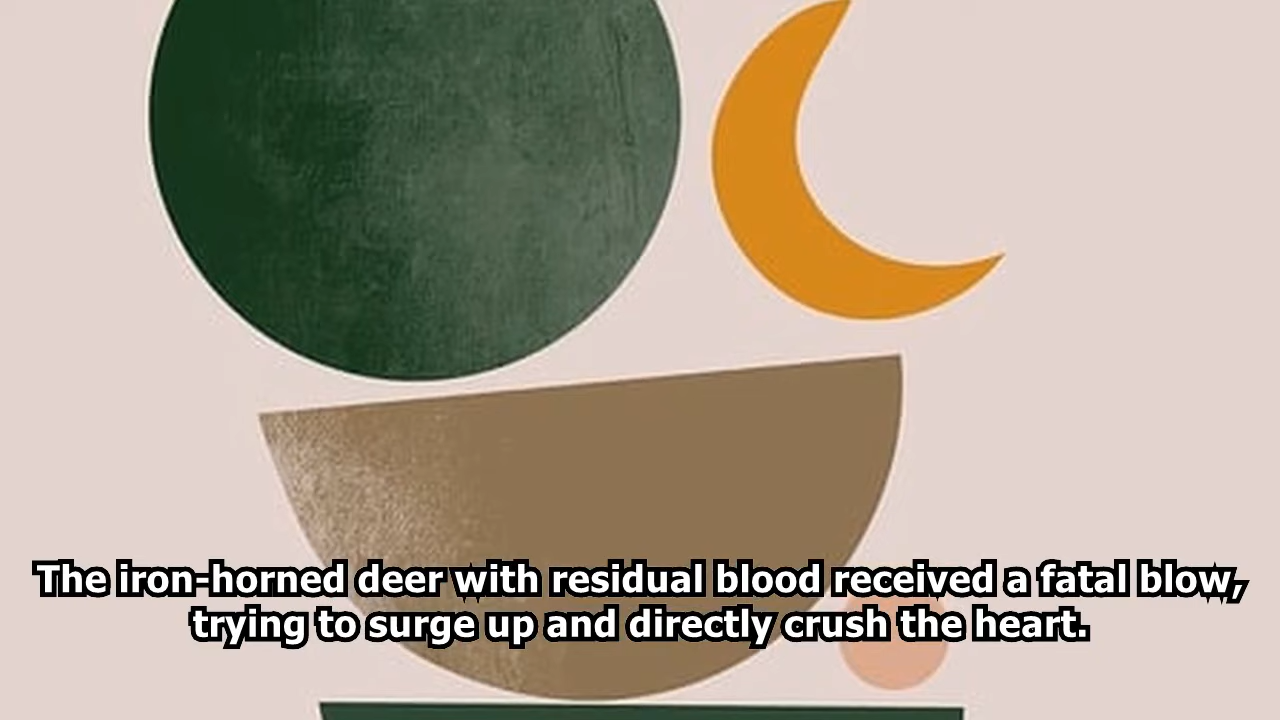 The iron-horned deer with residual blood received a fatal blow,
trying to surge up and directly crush the heart.